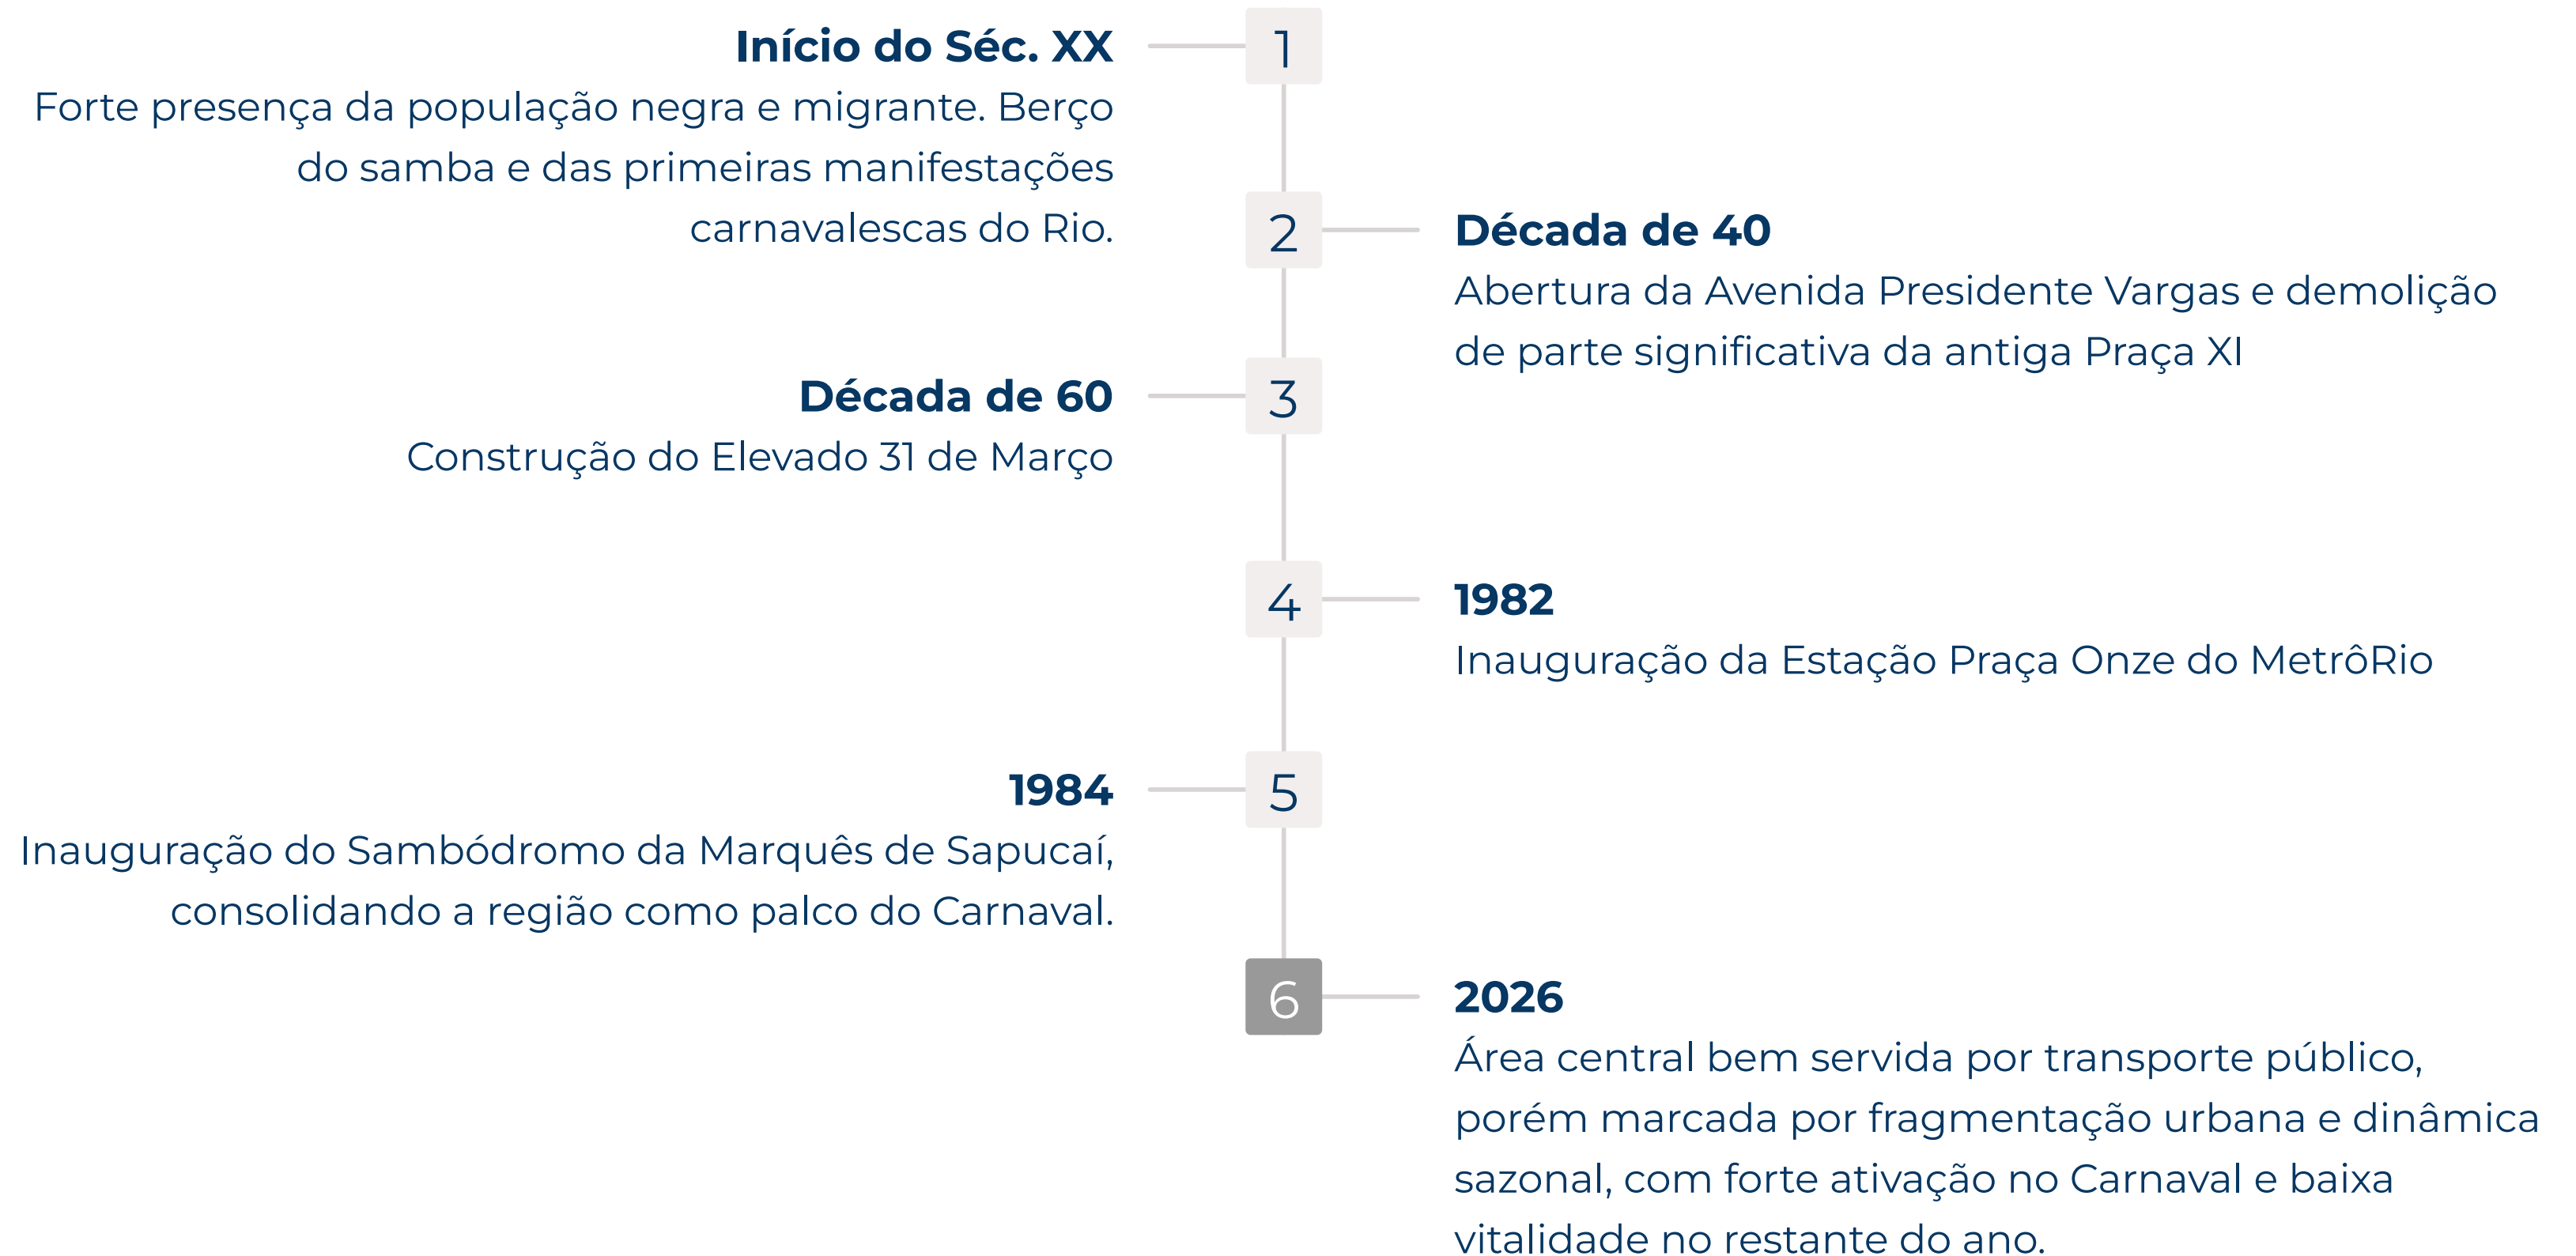 1
Início do Séc. XX
Forte presença da população negra e migrante. Berço
do samba e das primeiras manifestações
carnavalescas do Rio.
2
Década de 40
Abertura da Avenida Presidente Vargas e demolição
de parte significativa da antiga Praça XI
3
Década de 60
Construção do Elevado 31 de Março
4
1982
Inauguração da Estação Praça Onze do MetrôRio
5
1984
Inauguração do Sambódromo da Marquês de Sapucaí,
consolidando a região como palco do Carnaval.
6
2026
Área central bem servida por transporte público,
porém marcada por fragmentação urbana e dinâmica
sazonal, com forte ativação no Carnaval e baixa
vitalidade no restante do ano.